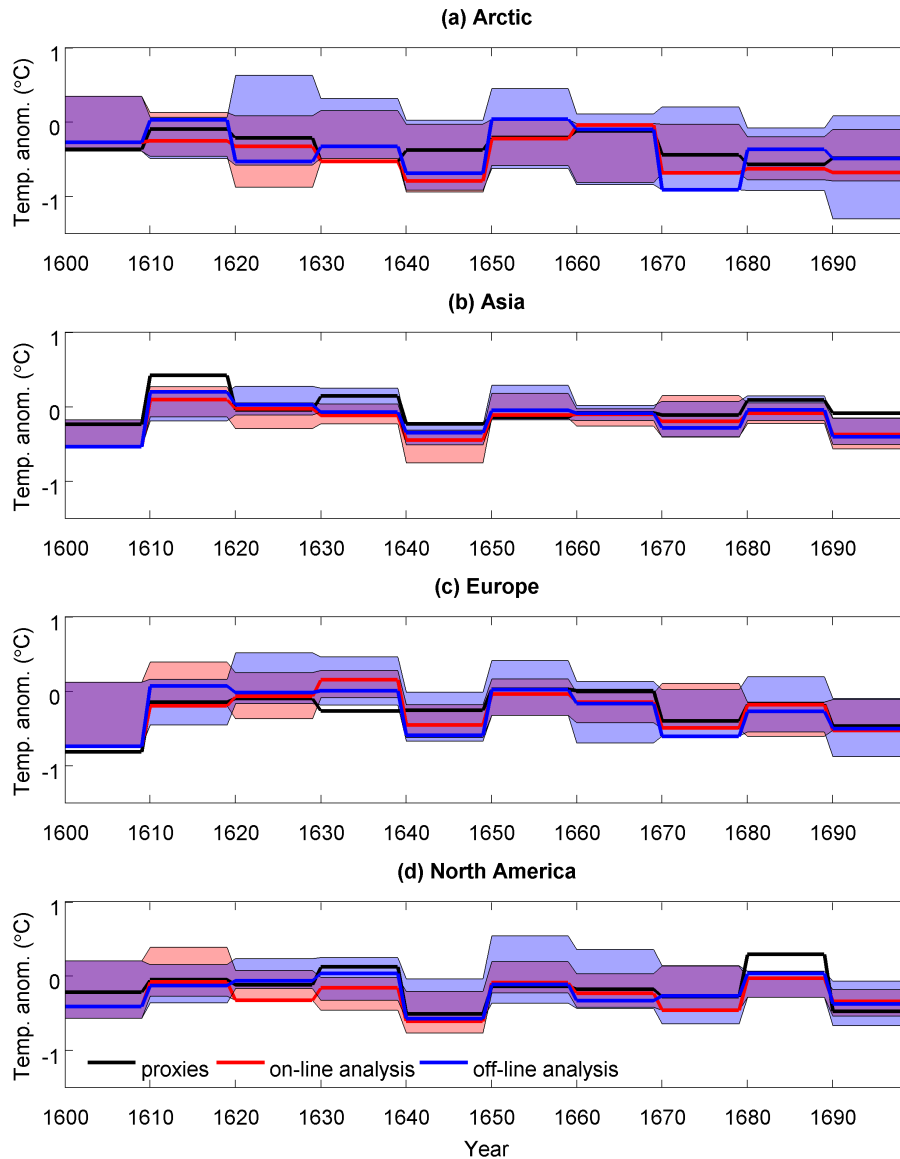 (a) Arctic
Temp. anom. (°C)
1
0
-1
1600 1610 1620 1630 1640 1650 1660 1670 1680 1690
(b) Asia
Temp. anom. (°C)
1
0
-1
1600 1610 1620 1630 1640 1650 1660 1670 1680 1690
(c) Europe
Temp. anom. (°C)
1
0
-1
1600 1610 1620 1630 1640 1650 1660 1670 1680 1690
(d) North America
Temp. anom. (°C)
1
0
-1
proxies on-line analysis off-line analysis
1600 1610 1620 1630 1640 1650 1660 1670 1680 1690
Year